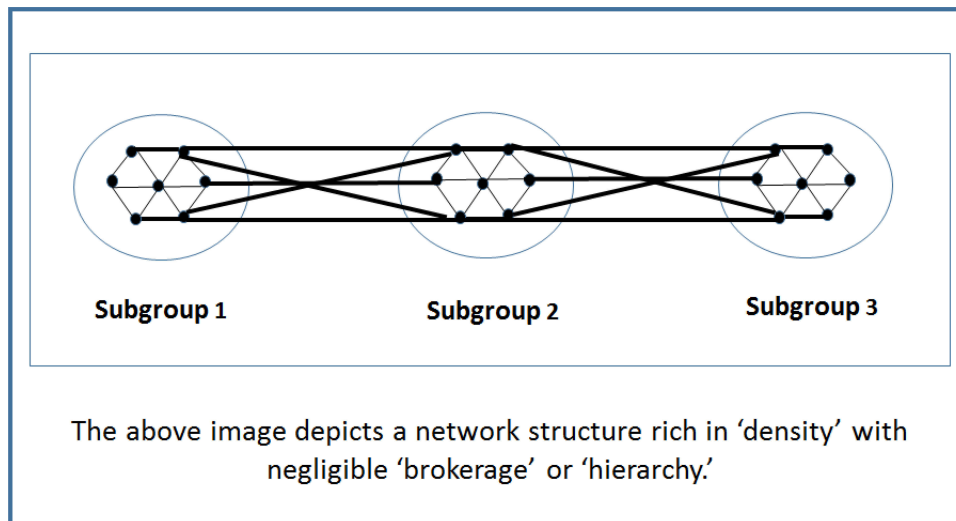 Subgroup 1
Subgroup 2
Subgroup 3
The above image depicts a network structure rich in ‘density’ with
negligible ‘brokerage’ or ‘hierarchy.’